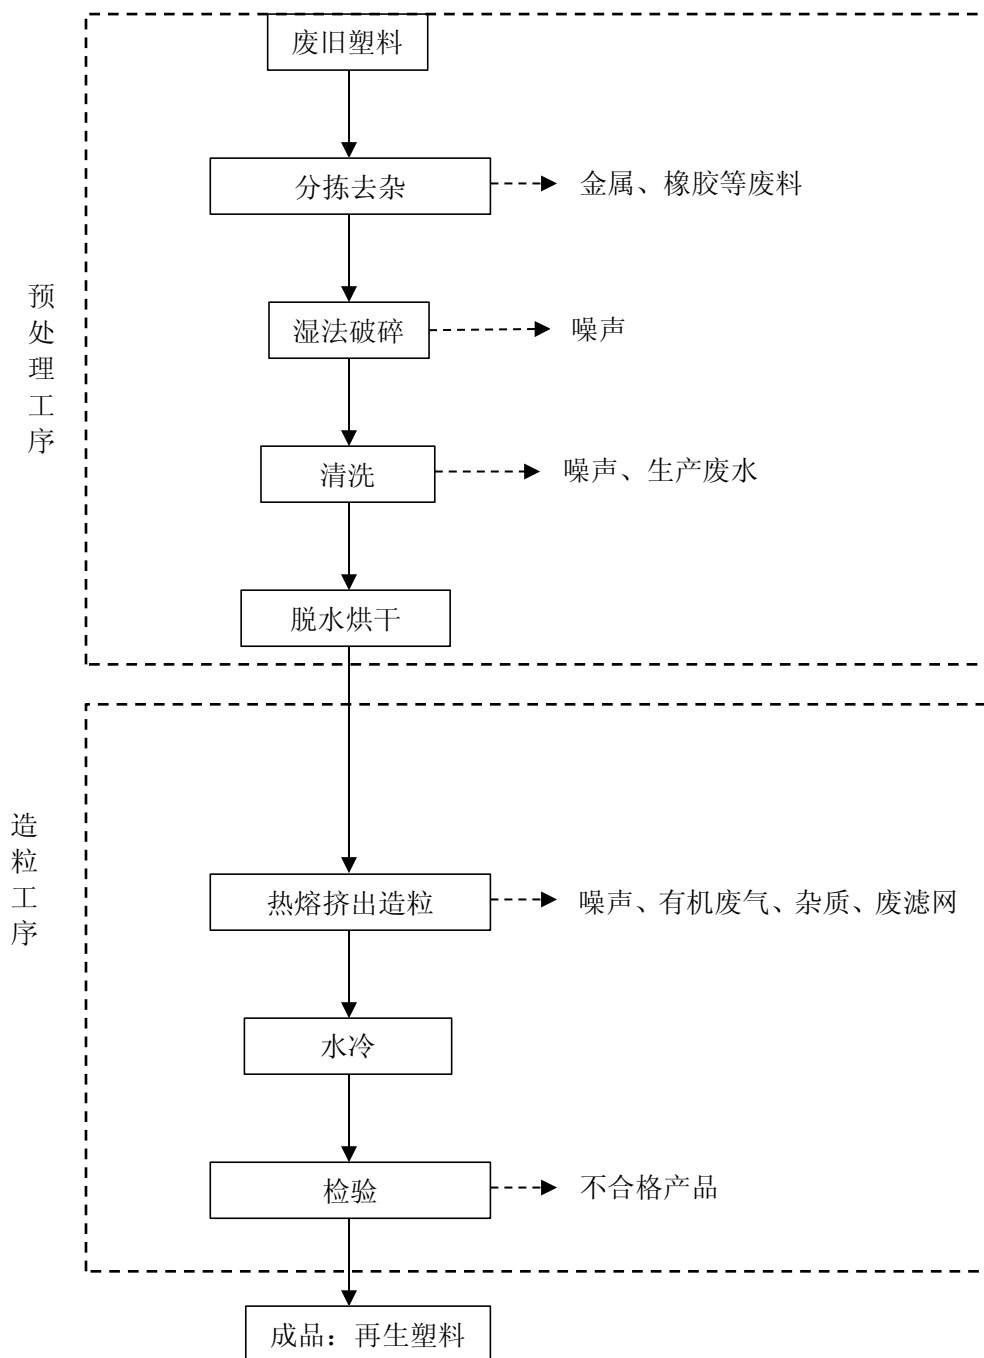 废旧塑料
分拣去杂
金属、橡胶等废料
预处理工序
湿法破碎
噪声
清洗
噪声、生产废水
脱水烘干
造粒工序
热熔挤出造粒
噪声、有机废气、杂质、废滤网
水冷
检验
不合格产品
成品：再生塑料